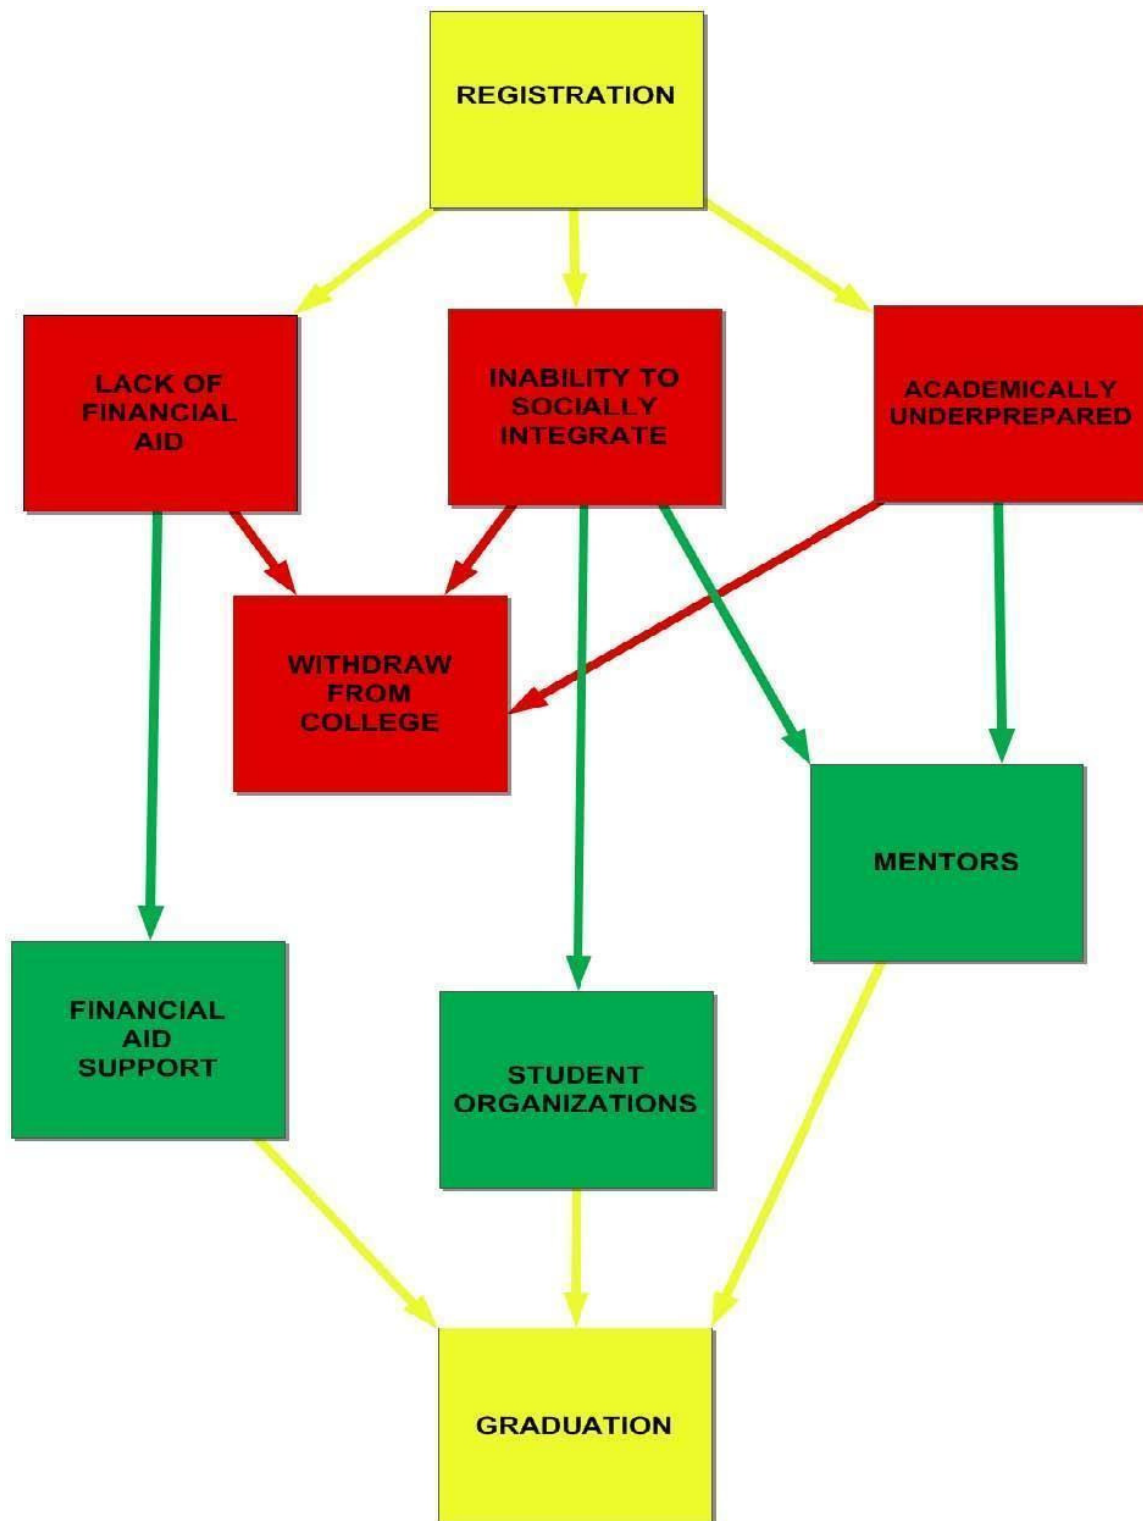 REGISTRATION
LACK OF
FINANCIAL
AID
INABILITY TO
SOCIALLY
INTEGRATE
ACADEMICALLY
UNDERPREPARED
WITHDRAW
FROM
COLLEGE
MENTORS
FINANCIAL
AID
SUPPORT
STUDENT
ORGANIZATIONS
GRADUATION